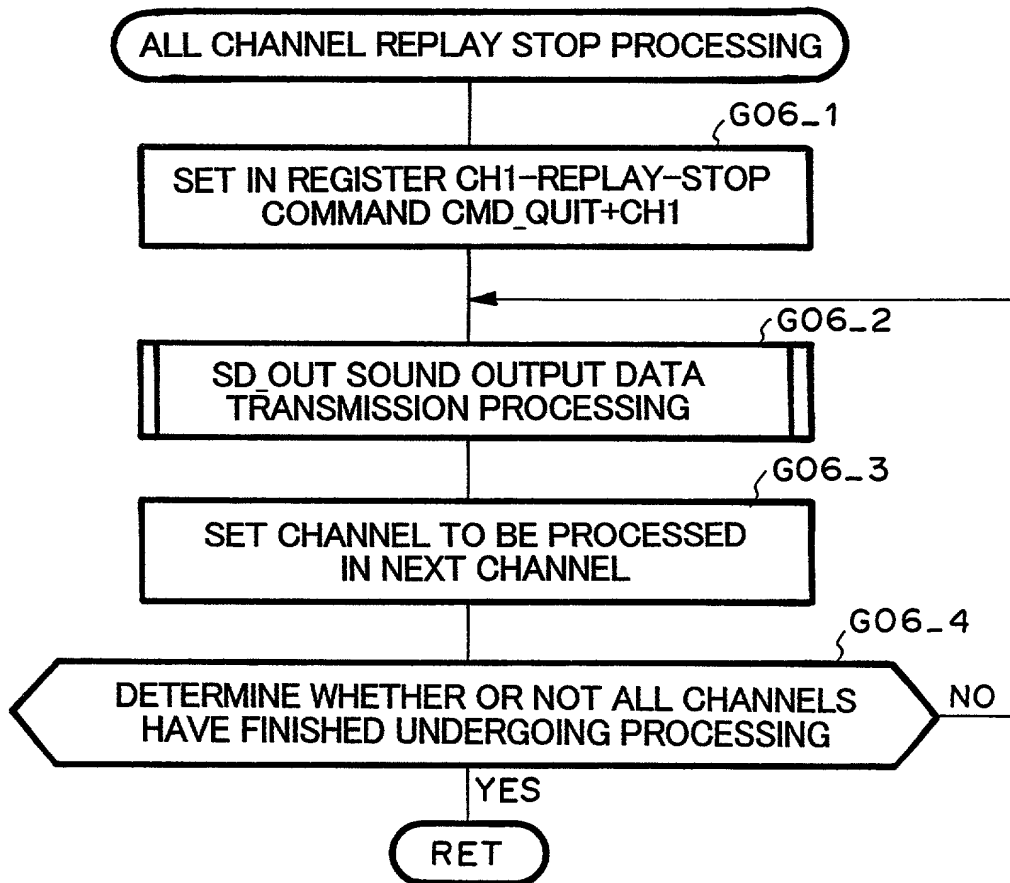 ALL CHANNEL REPLAY STOP PROCESSING
G06_1
SET IN REGISTER CH1-REPLAY-STOP
COMMAND CMD_QUIT+CH1
G06_2
SD_OUT SOUND OUTPUT DATA
TRANSMISSION PROCESSING
G06_3
SET CHANNEL TO BE PROCESSED
IN NEXT CHANNEL
G06_4
DETERMINE WHETHER OR NOT ALL CHANNELS
HAVE FINISHED UNDERGOING PROCESSING
NO
YES
RET